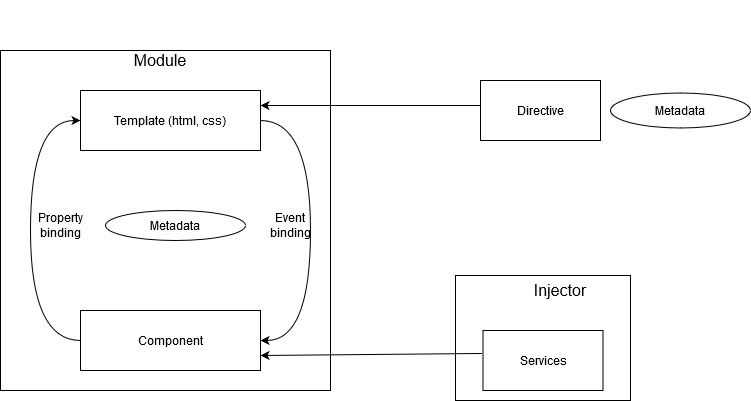 Module
Template (html, css)
Directive
Metadata
Property
binding
Metadata
Event
binding
Injector
Component
Services